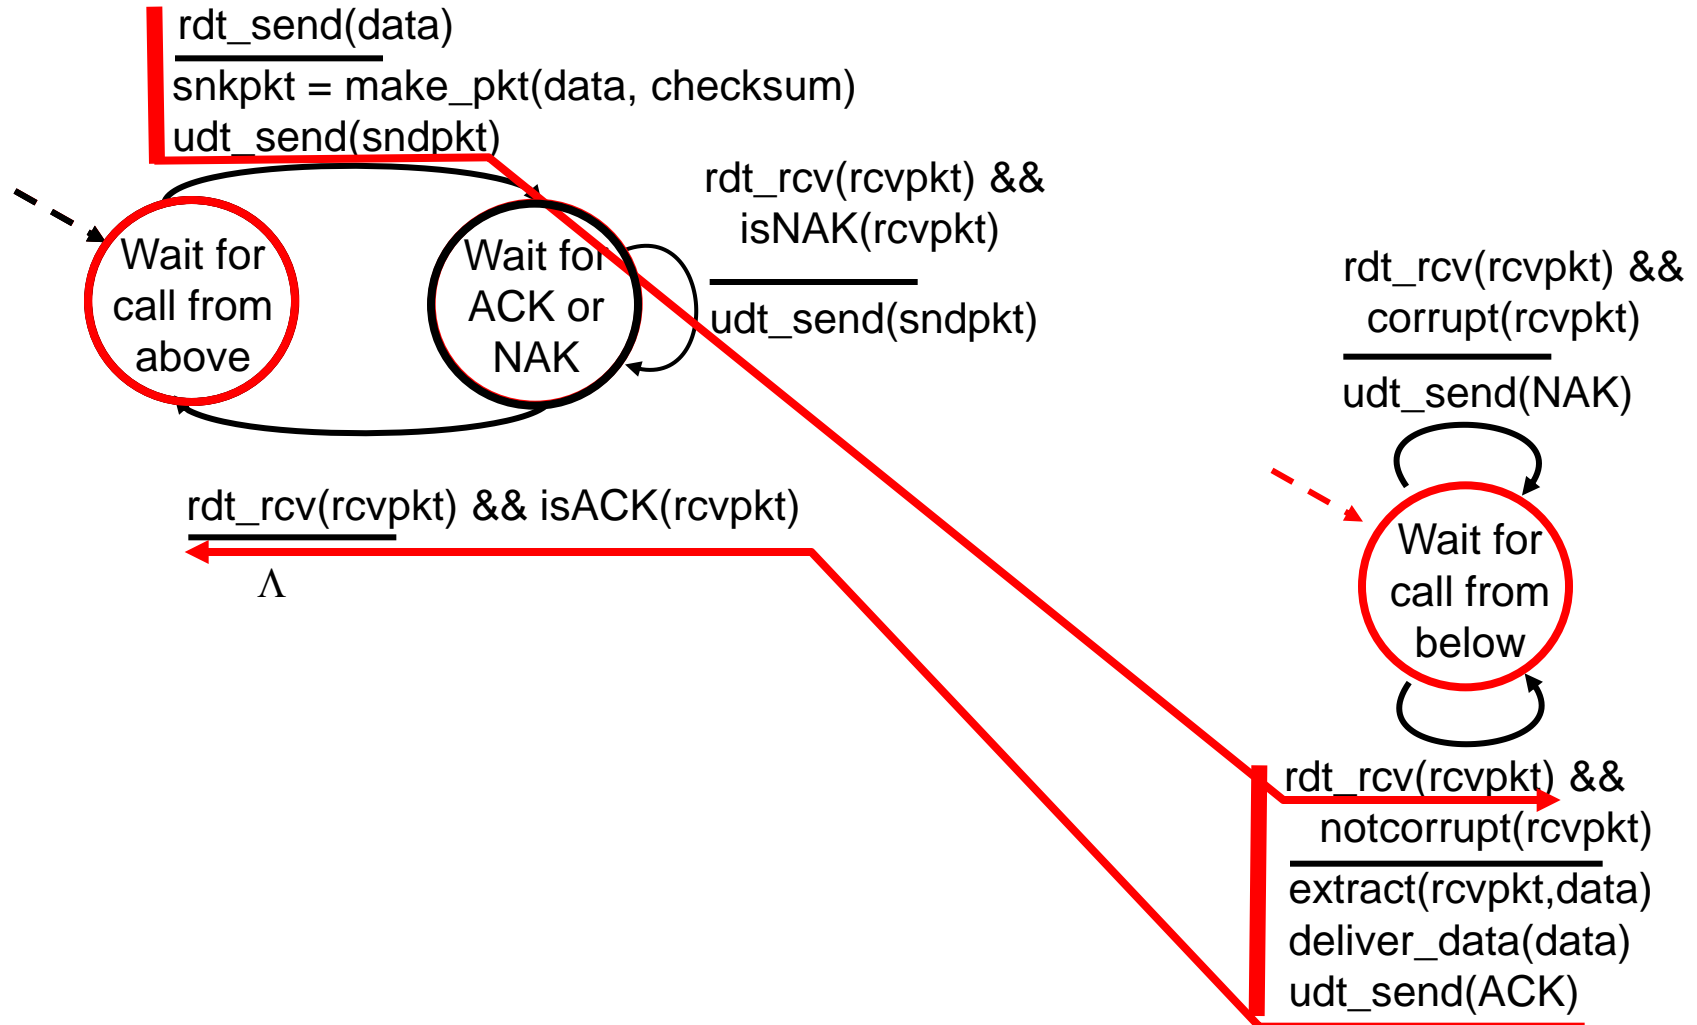 rdt_send(data)
snkpkt = make_pkt(data, checksum)
udt_send(sndpkt)
rdt_rcv(rcvpkt) &&
isNAK(rcvpkt)
udt_send(sndpkt)
Wait for
call from
above
Wait for
ACK or
NAK
rdt_rcv(rcvpkt) && isACK(rcvpkt)
Λ
rdt_rcv(rcvpkt) &&
corrupt(rcvpkt)
udt_send(NAK)
Wait for
call from
below
rdt_rcv(rcvpkt) &&
notcorrupt(rcvpkt)
extract(rcvpkt,data)
deliver_data(data)
udt_send(ACK)